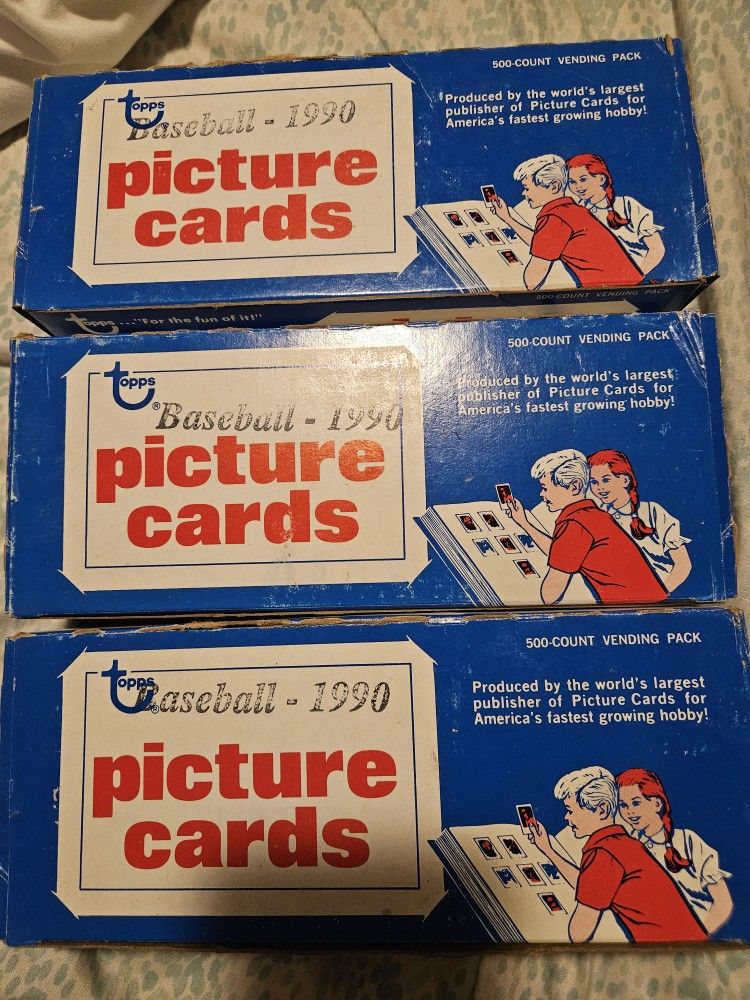 500-COUNT VENDING PACK
topps
Baseball - 1990
picture
cards
Produced by the world's largest
publisher of Picture Cards for
America's fastest growing hobby!
topps ..."For the fun of it!"
500-COUNT VENDING PACK
500-COUNT VENDING PACK
topps
®
Baseball - 1990
picture
cards
Produced by the world's largest
publisher of Picture Cards for
America's fastest growing hobby!
500-COUNT VENDING PACK
topps
®
Baseball - 1990
picture
cards
Produced by the world's largest
publisher of Picture Cards for
America's fastest growing hobby!